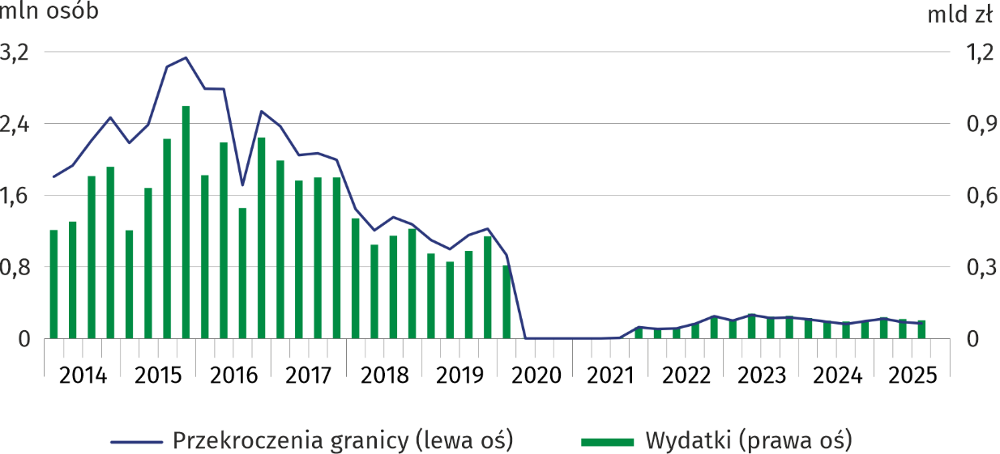 mln osób mld zł
3,2 1,2
2,4 0,9
1,6 0,6
0,8 0,3
0 0
2014 2015 2016 2017 2018 2019 2020 2021 2022 2023 2024 2025
Przekroczenia granicy (lewa oś) Wydatki (prawa oś)